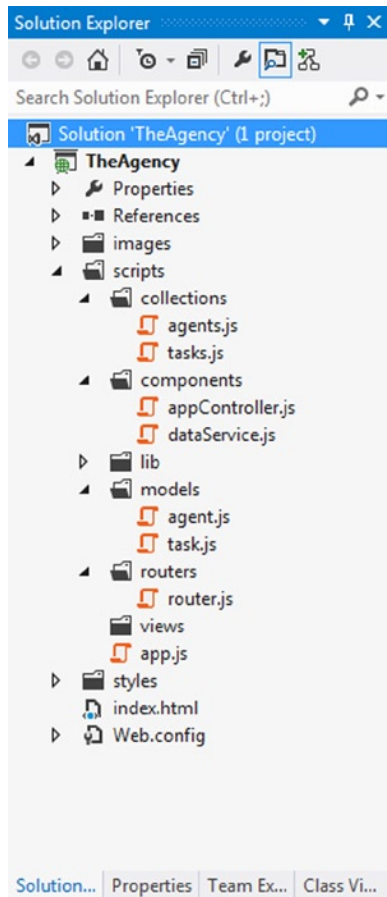 Solution Explorer
Search Solution Explorer (Ctrl+;)
Solution 'TheAgency' (1 project)
TheAgency
Properties
References
images
scripts
collections
agents.js
tasks.js
components
appController.js
dataService.js
lib
models
agent.js
task.js
routers
router.js
views
app.js
styles
index.html
Web.config
Solution... Properties Team Ex... Class Vi...